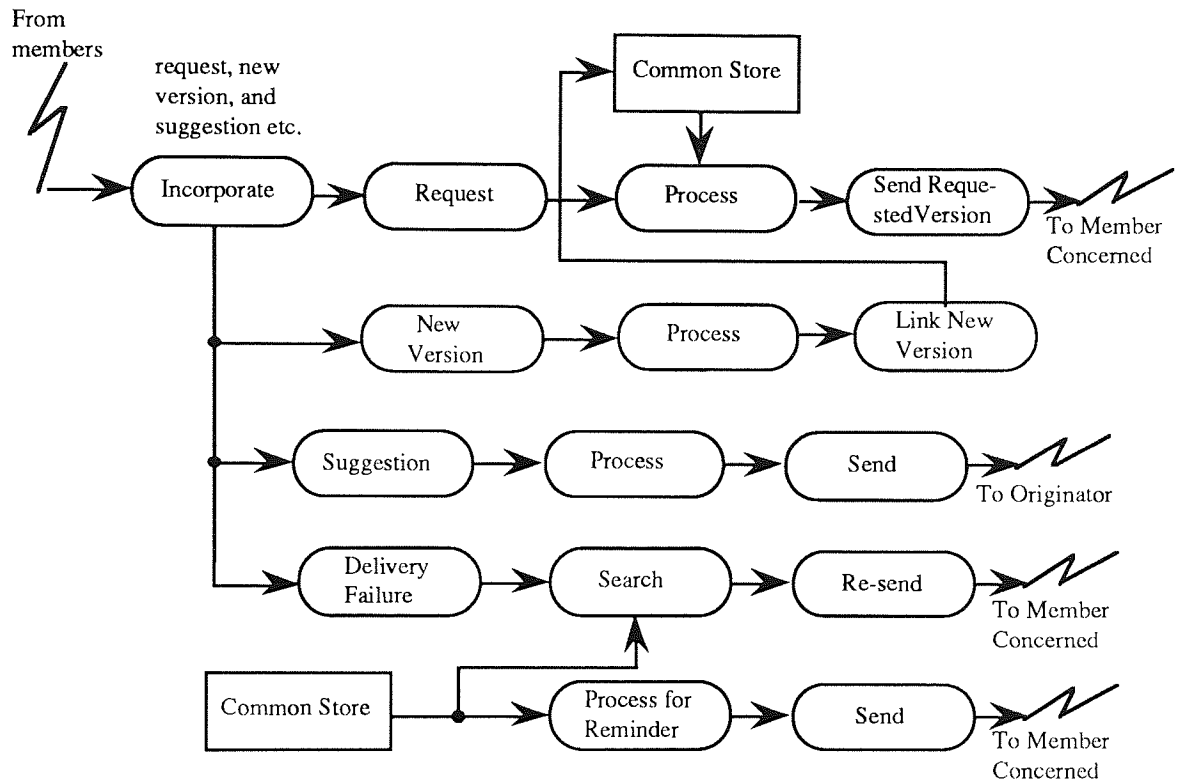 From
members
request, new
version, and
suggestion etc.
Common Store
Incorporate
Request
Process
Send Reque-
stedVersion
To Member
Concerned
New
Version
Process
Link New
Version
Suggestion
Process
Send
To Originator
Delivery
Failure
Search
Re-send
To Member
Concerned
Common Store
Process for
Reminder
Send
To Member
Concerned